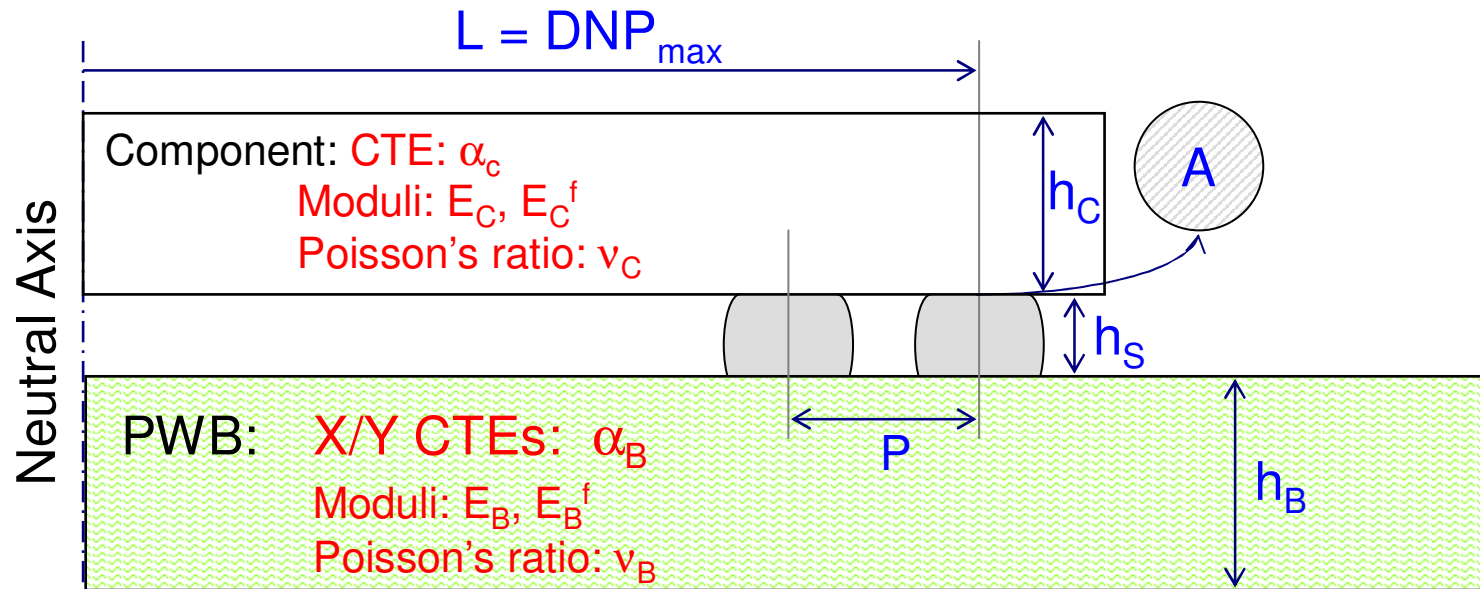 L = DNPmax
Component: CTE: αc
Moduli: EC, ECf
Poisson's ratio: νC
hC
A
Neutral Axis
hS
PWB: X/Y CTEs: αB
P
Moduli: EB, EBf
hB
Poisson's ratio: νB